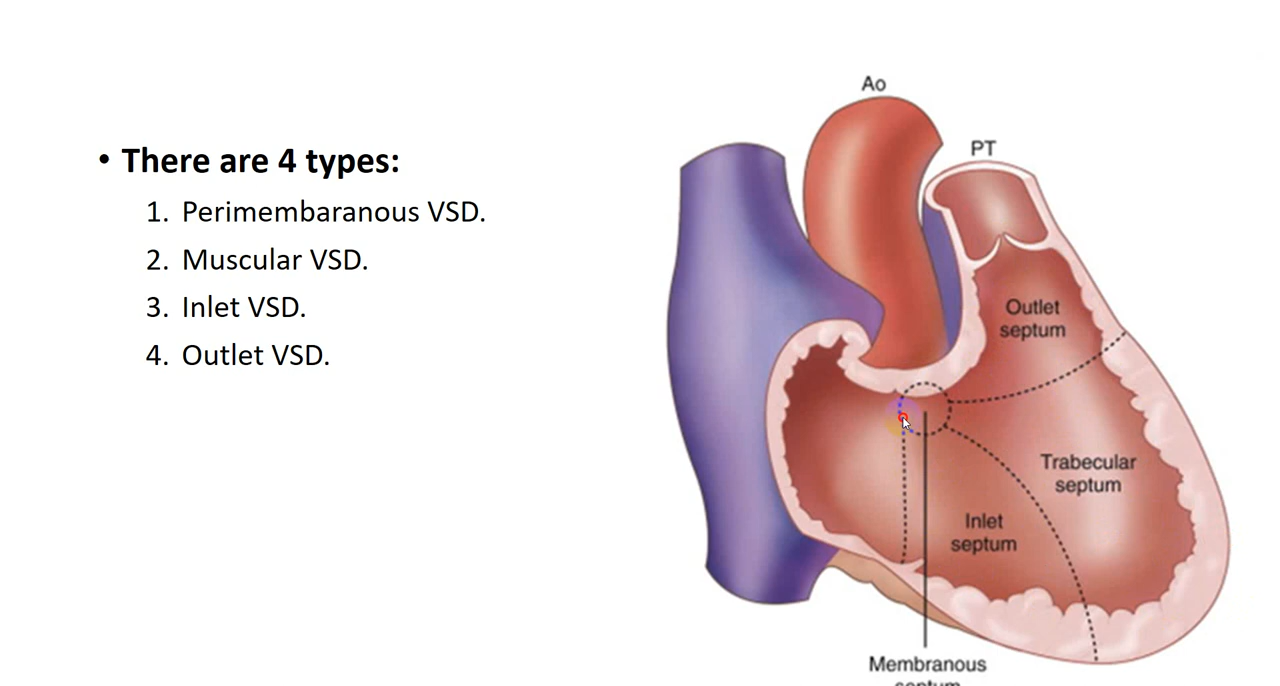 • There are 4 types:
1. Perimembaranous VSD.
2. Muscular VSD.
3. Inlet VSD.
4. Outlet VSD.
Ao
PT
Outlet
septum
Trabecular
septum
Inlet
septum
Membranous
septum